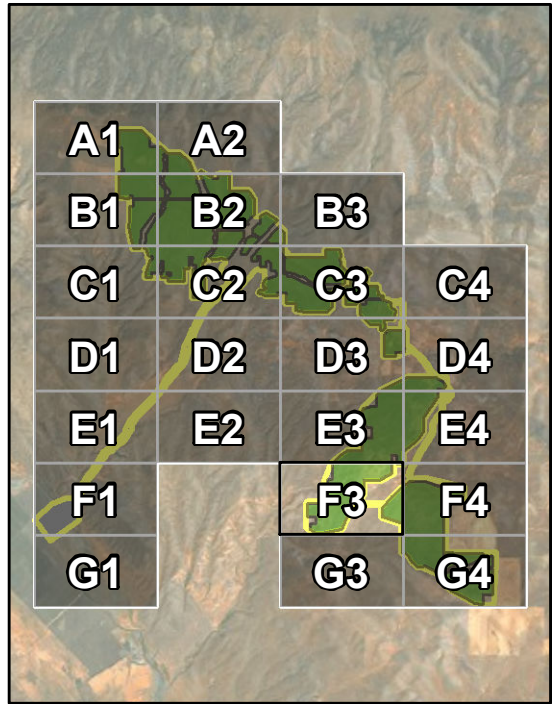 A1 A2
B1 B2 B3
C1 C2 C3 C4
D1 D2 D3 D4
E1 E2 E3 E4
F1 F3 F4
G1 G3 G4